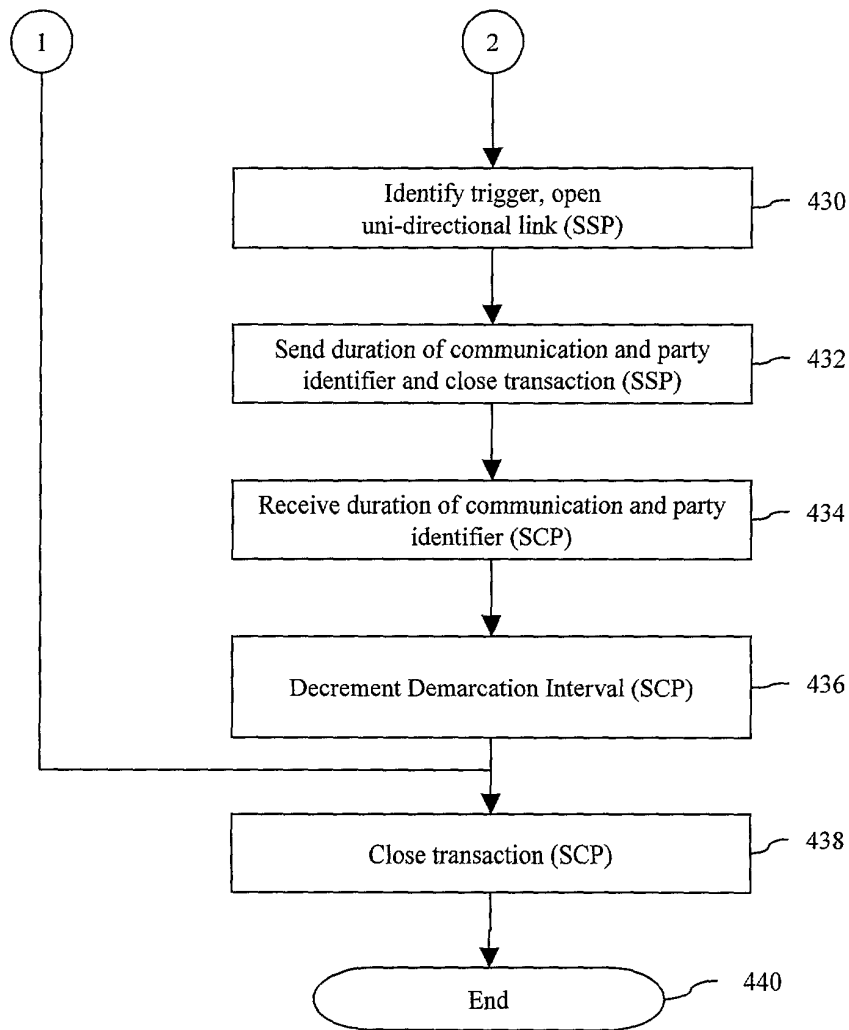 1
2
Identify trigger, open
uni-directional link (SSP)
430
Send duration of communication and party
identifier and close transaction (SSP)
432
Receive duration of communication and party
identifier (SCP)
434
Decrement Demarcation Interval (SCP)
436
Close transaction (SCP)
438
End
440